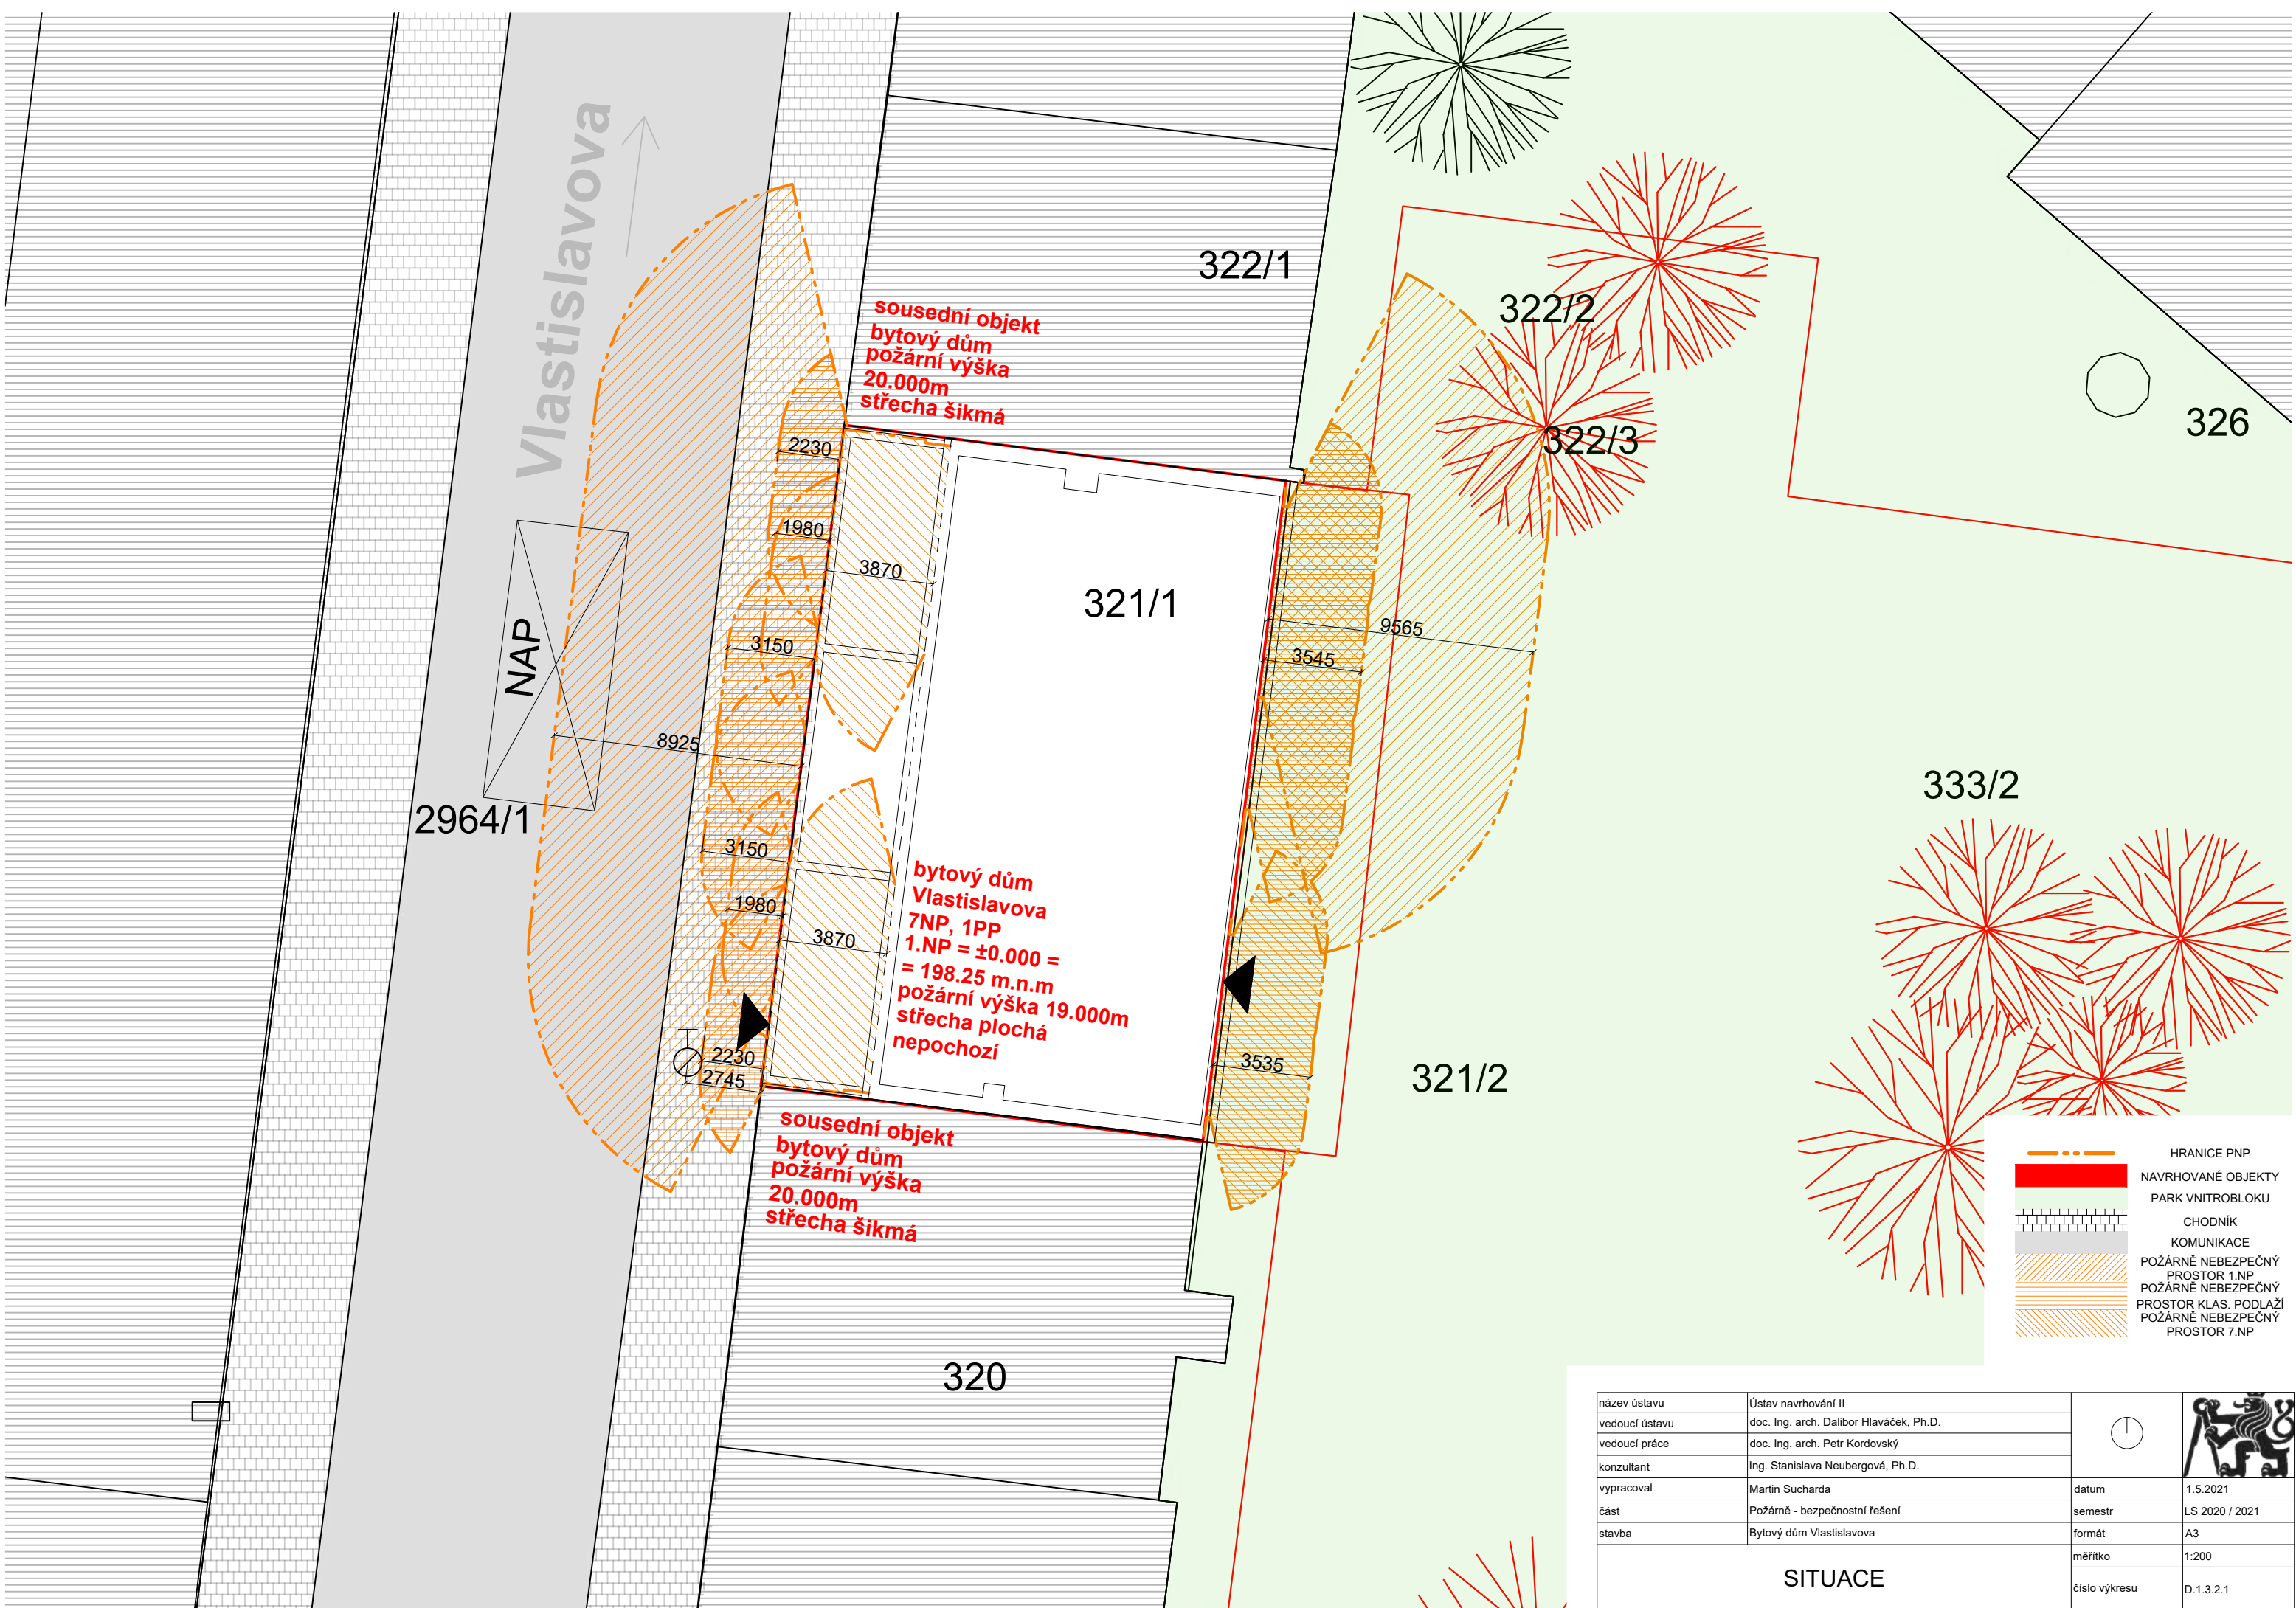 Vlastislavova
322/1
322/2
322/3
326
sousední objekt
bytový dům
požární výška
20.000m
střecha šikmá
2230
1980
3870
321/1
3150
9565
3545
NAP
8925
2964/1
333/2
3150
1980
3870
bytový dům
Vlastislavova
7NP, 1PP
1.NP = ±0.000 =
= 198.25 m.n.m
požární výška 19.000m
střecha plochá
nepochozí
2230
2745
3535
321/2
sousední objekt
bytový dům
požární výška
20.000m
střecha šikmá
320
HRANICE PNP
NAVRHOVANÉ OBJEKTY
PARK VNITROBLOKU
CHODNÍK
KOMUNIKACE
POŽÁRNĚ NEBEZPEČNÝ
PROSTOR 1.NP
POŽÁRNĚ NEBEZPEČNÝ
PROSTOR KLAS. PODLAŽÍ
POŽÁRNĚ NEBEZPEČNÝ
PROSTOR 7.NP
název ústavu Ústav navrhování II
vedoucí ústavu doc. Ing. arch. Dalibor Hlaváček, Ph.D.
vedoucí práce doc. Ing. arch. Petr Kordovský
konzultant Ing. Stanislava Neubergová, Ph.D.
vypracoval Martin Sucharda datum 1.5.2021
část Požárně - bezpečnostní řešení semestr LS 2020 / 2021
stavba Bytový dům Vlastislavova formát A3
měřítko 1:200
SITUACE
číslo výkresu D.1.3.2.1